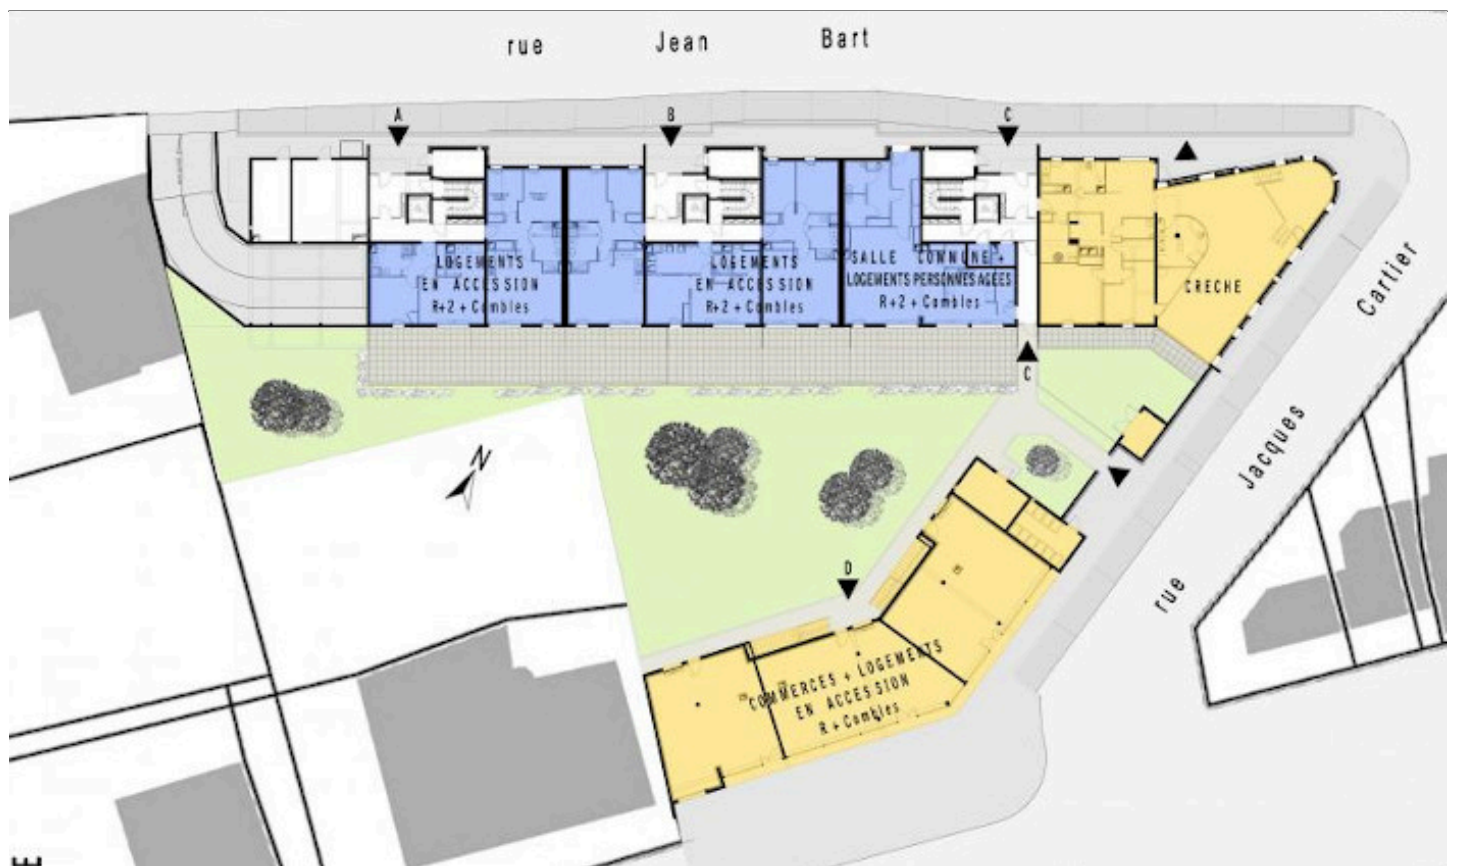 rue Jean Bart
A
B
C
LOGEMENTS
EN ACCESSION
R+2 + Combles
LOGEMENTS
EN ACCESSION
R+2 + Combles
SALLE COMMUNE +
LOGEMENTS PERSONNES AGÉES
R+2 + Combles
CRECHE
C
rue Jacques Cartier
N
D
COMMERCES + LOGEMENTS
EN ACCESSION
R + Combles
E